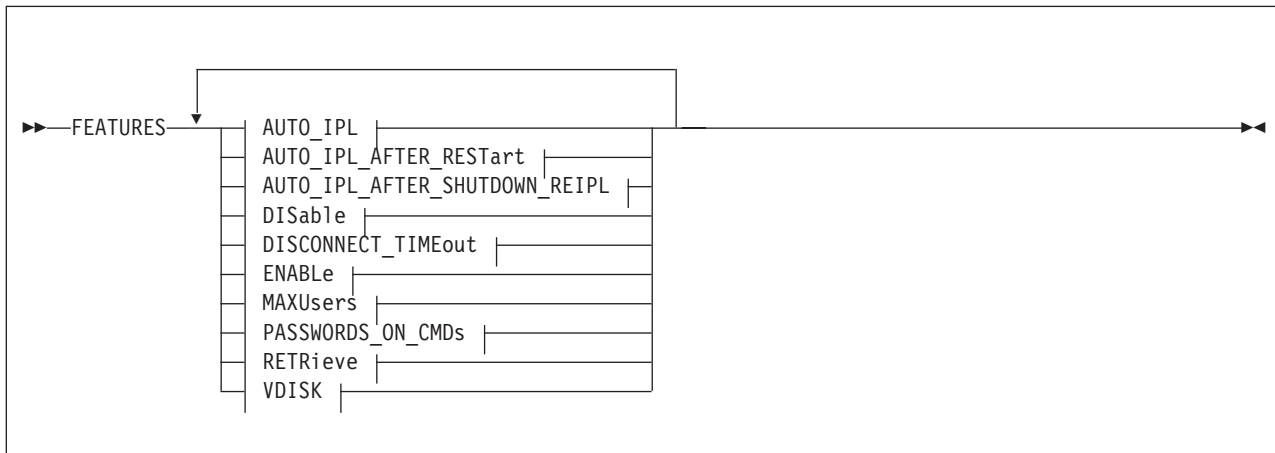 FEATURES AUTO_IPL
AUTO_IPL_AFTER_RESTart
AUTO_IPL_AFTER_SHUTDOWN_REIPL
DISable
DISCONNECT_TIMEout
ENABLe
MAXUsers
PASSWORDS_ON_CMDs
RETRieve
VDISK